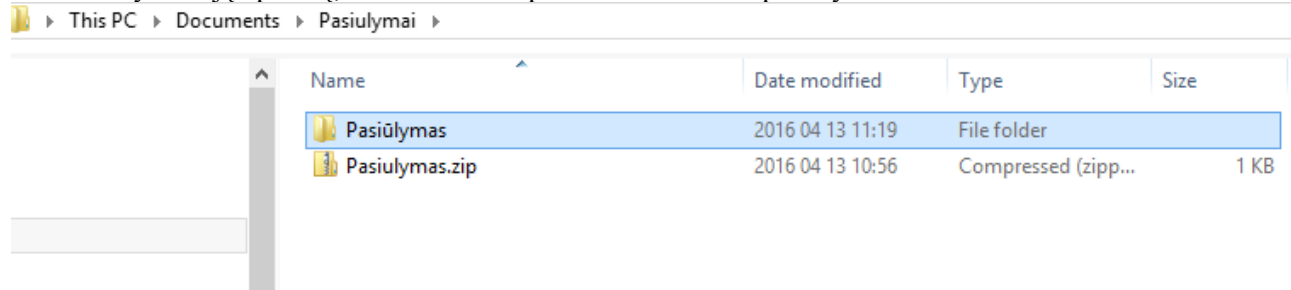 This PC ▸ Documents ▸ Pasiulymai ▸
Name Date modified Type Size
Pasiūlymas 2016 04 13 11:19 File folder
Pasiulymas.zip 2016 04 13 10:56 Compressed (zipp... 1 KB